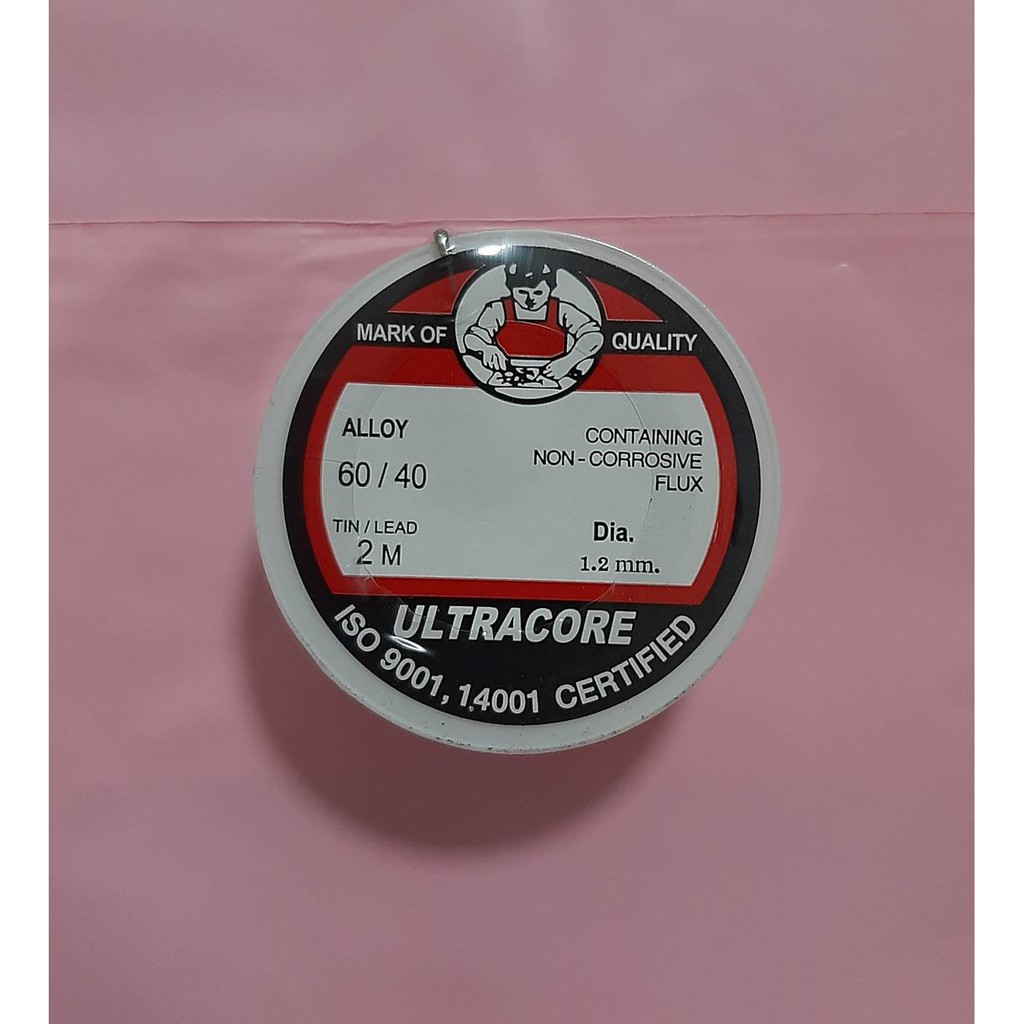 MARK OF QUALITY
ALLOY
60 / 40
TIN / LEAD
2 M
CONTAINING
NON - CORROSIVE
FLUX
Dia.
1.2 mm.
ULTRACORE
ISO 9001, 14001 CERTIFIED